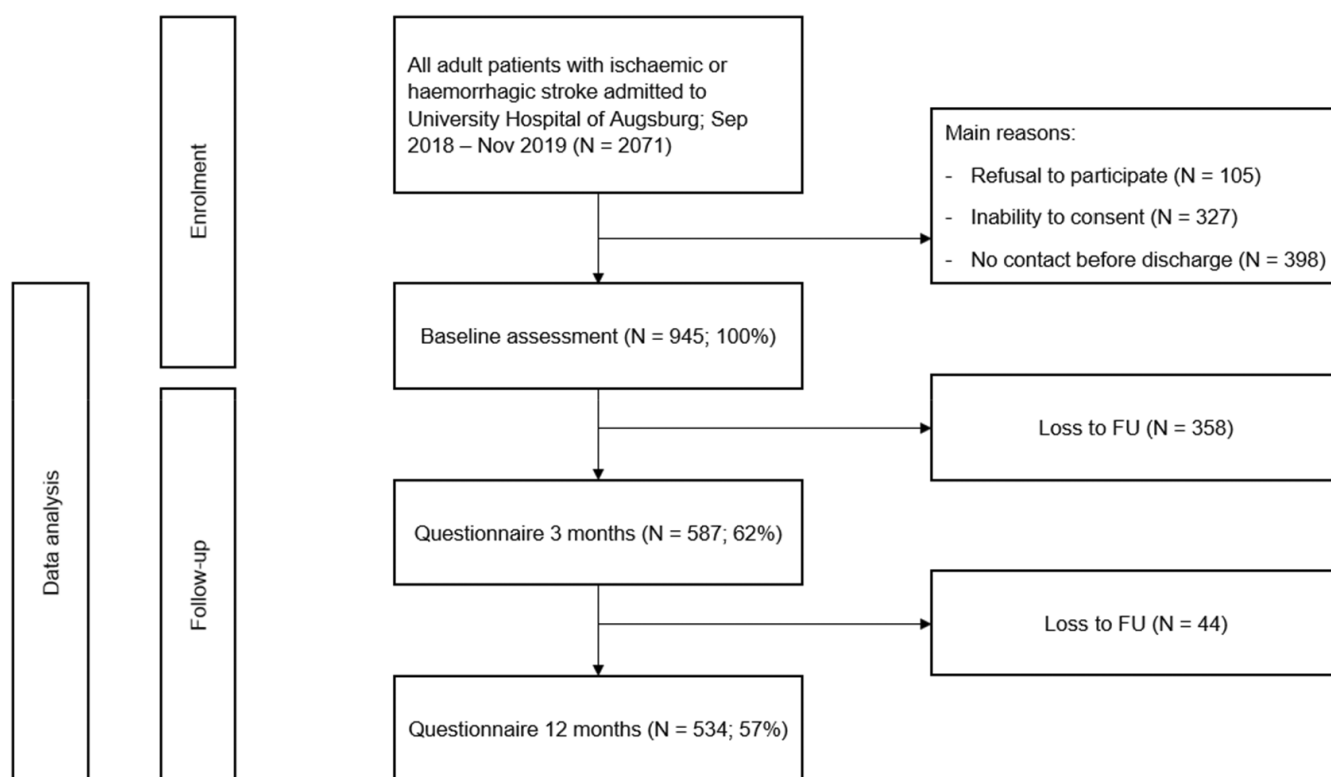 Enrolment
Data analysis
Follow-up
All adult patients with ischaemic or
haemorrhagic stroke admitted to
University Hospital of Augsburg; Sep
2018 – Nov 2019 (N = 2071)
Main reasons:
- Refusal to participate (N = 105)
- Inability to consent (N = 327)
- No contact before discharge (N = 398)
Baseline assessment (N = 945; 100%)
Loss to FU (N = 358)
Questionnaire 3 months (N = 587; 62%)
Loss to FU (N = 44)
Questionnaire 12 months (N = 534; 57%)